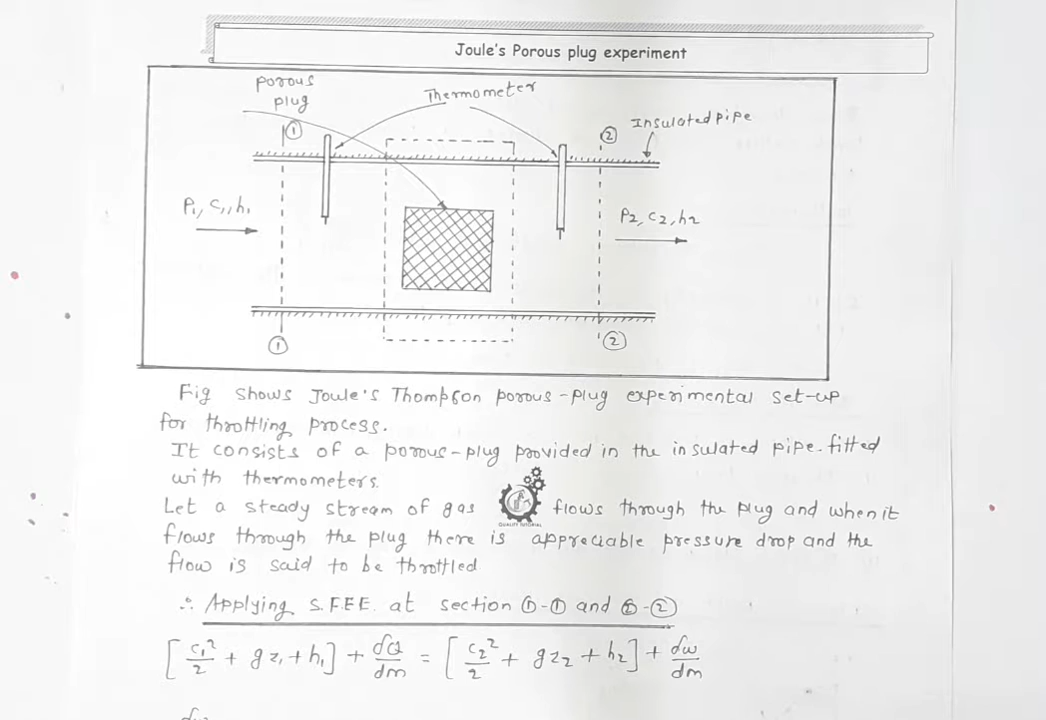 Joule's Porous plug experiment
porous
plug
Thermometer
Insulated pipe
①
②
P₁, C₁, h₁
P₂, C₂, h₂
①
②
Fig shows Joule's Thompson porous-plug experimental set-up
for throttling process.
It consists of a porous-plug provided in the insulated pipe fitted
with thermometers.
Let a steady stream of gas flows through the plug and when it
QUALITY TUTORIAL
flows through the plug there is appreciable pressure drop and the
flow is said to be throttled
∴ Applying S.F.E.E. at section ①-① and ②-②
[C₁²/2 + gz₁ + h₁] + dQ/dm = [C₂²/2 + gz₂ + h₂] + dw/dm